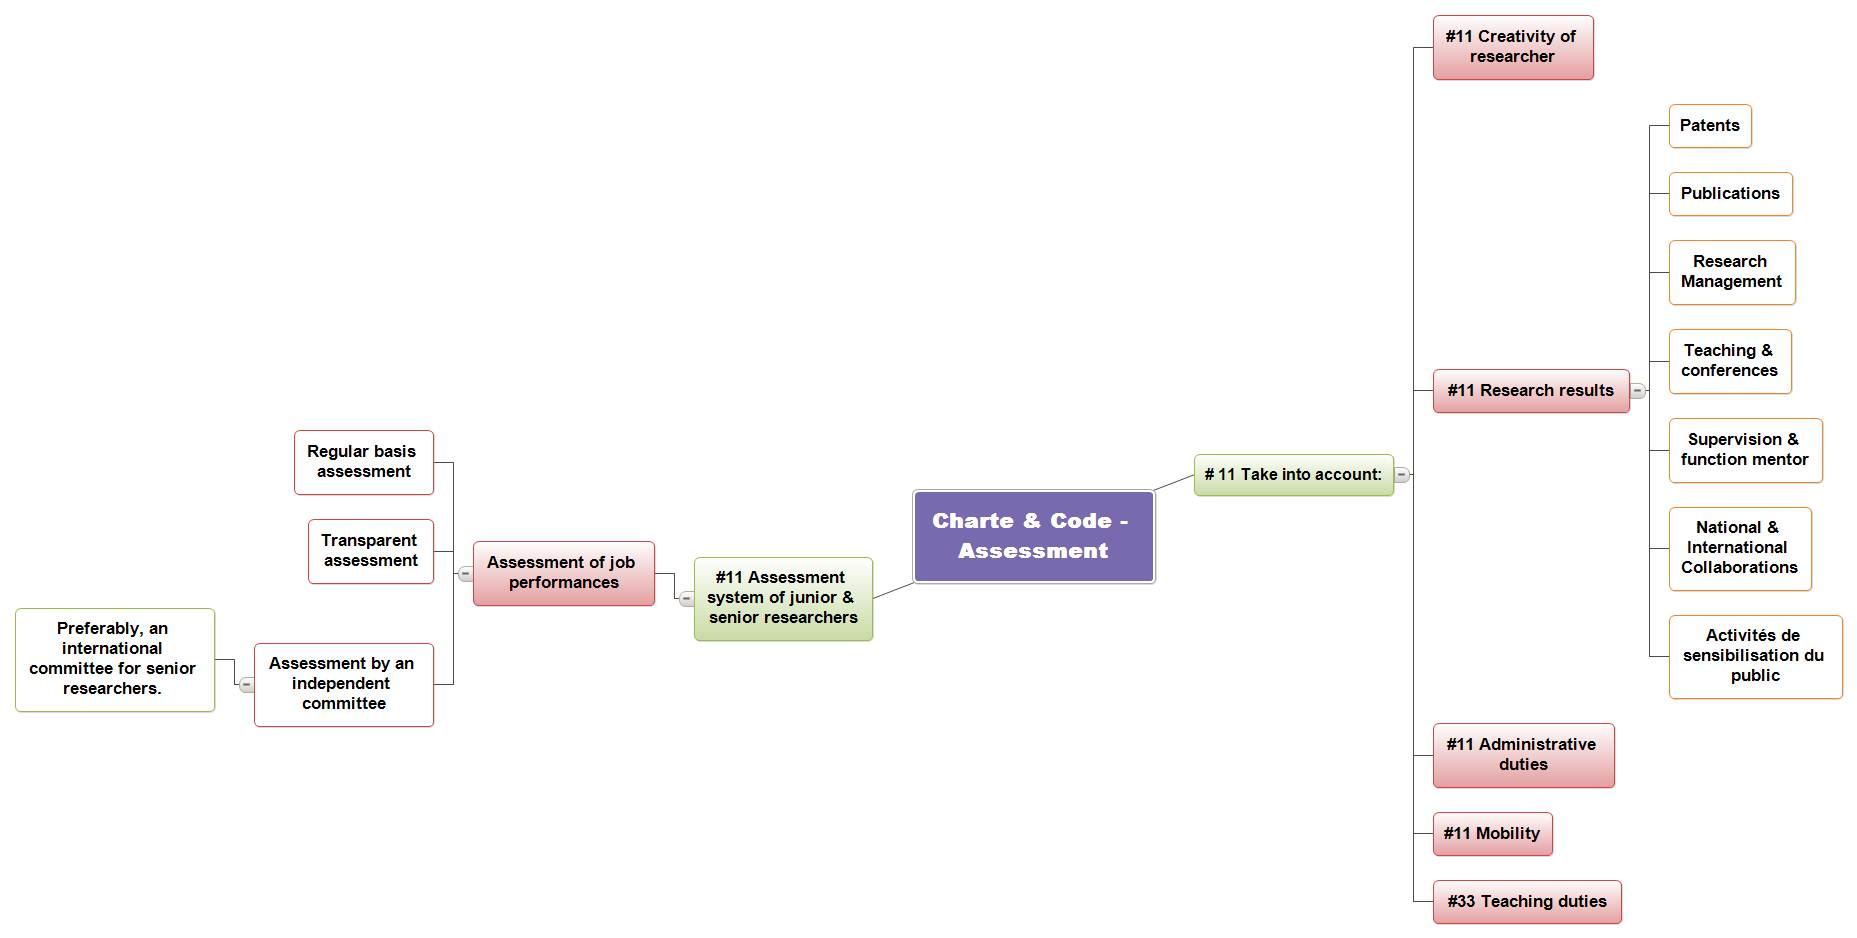 Charte & Code -
Assessment
# 11 Take into account:
#11 Creativity of
researcher
#11 Research results
Patents
Publications
Research
Management
Teaching &
conferences
Supervision &
function mentor
National &
International
Collaborations
Activités de
sensibilisation du
public
#11 Administrative
duties
#11 Mobility
#33 Teaching duties
#11 Assessment
system of junior &
senior researchers
Assessment of job
performances
Regular basis
assessment
Transparent
assessment
Assessment by an
independent
committee
Preferably, an
international
committee for senior
researchers.